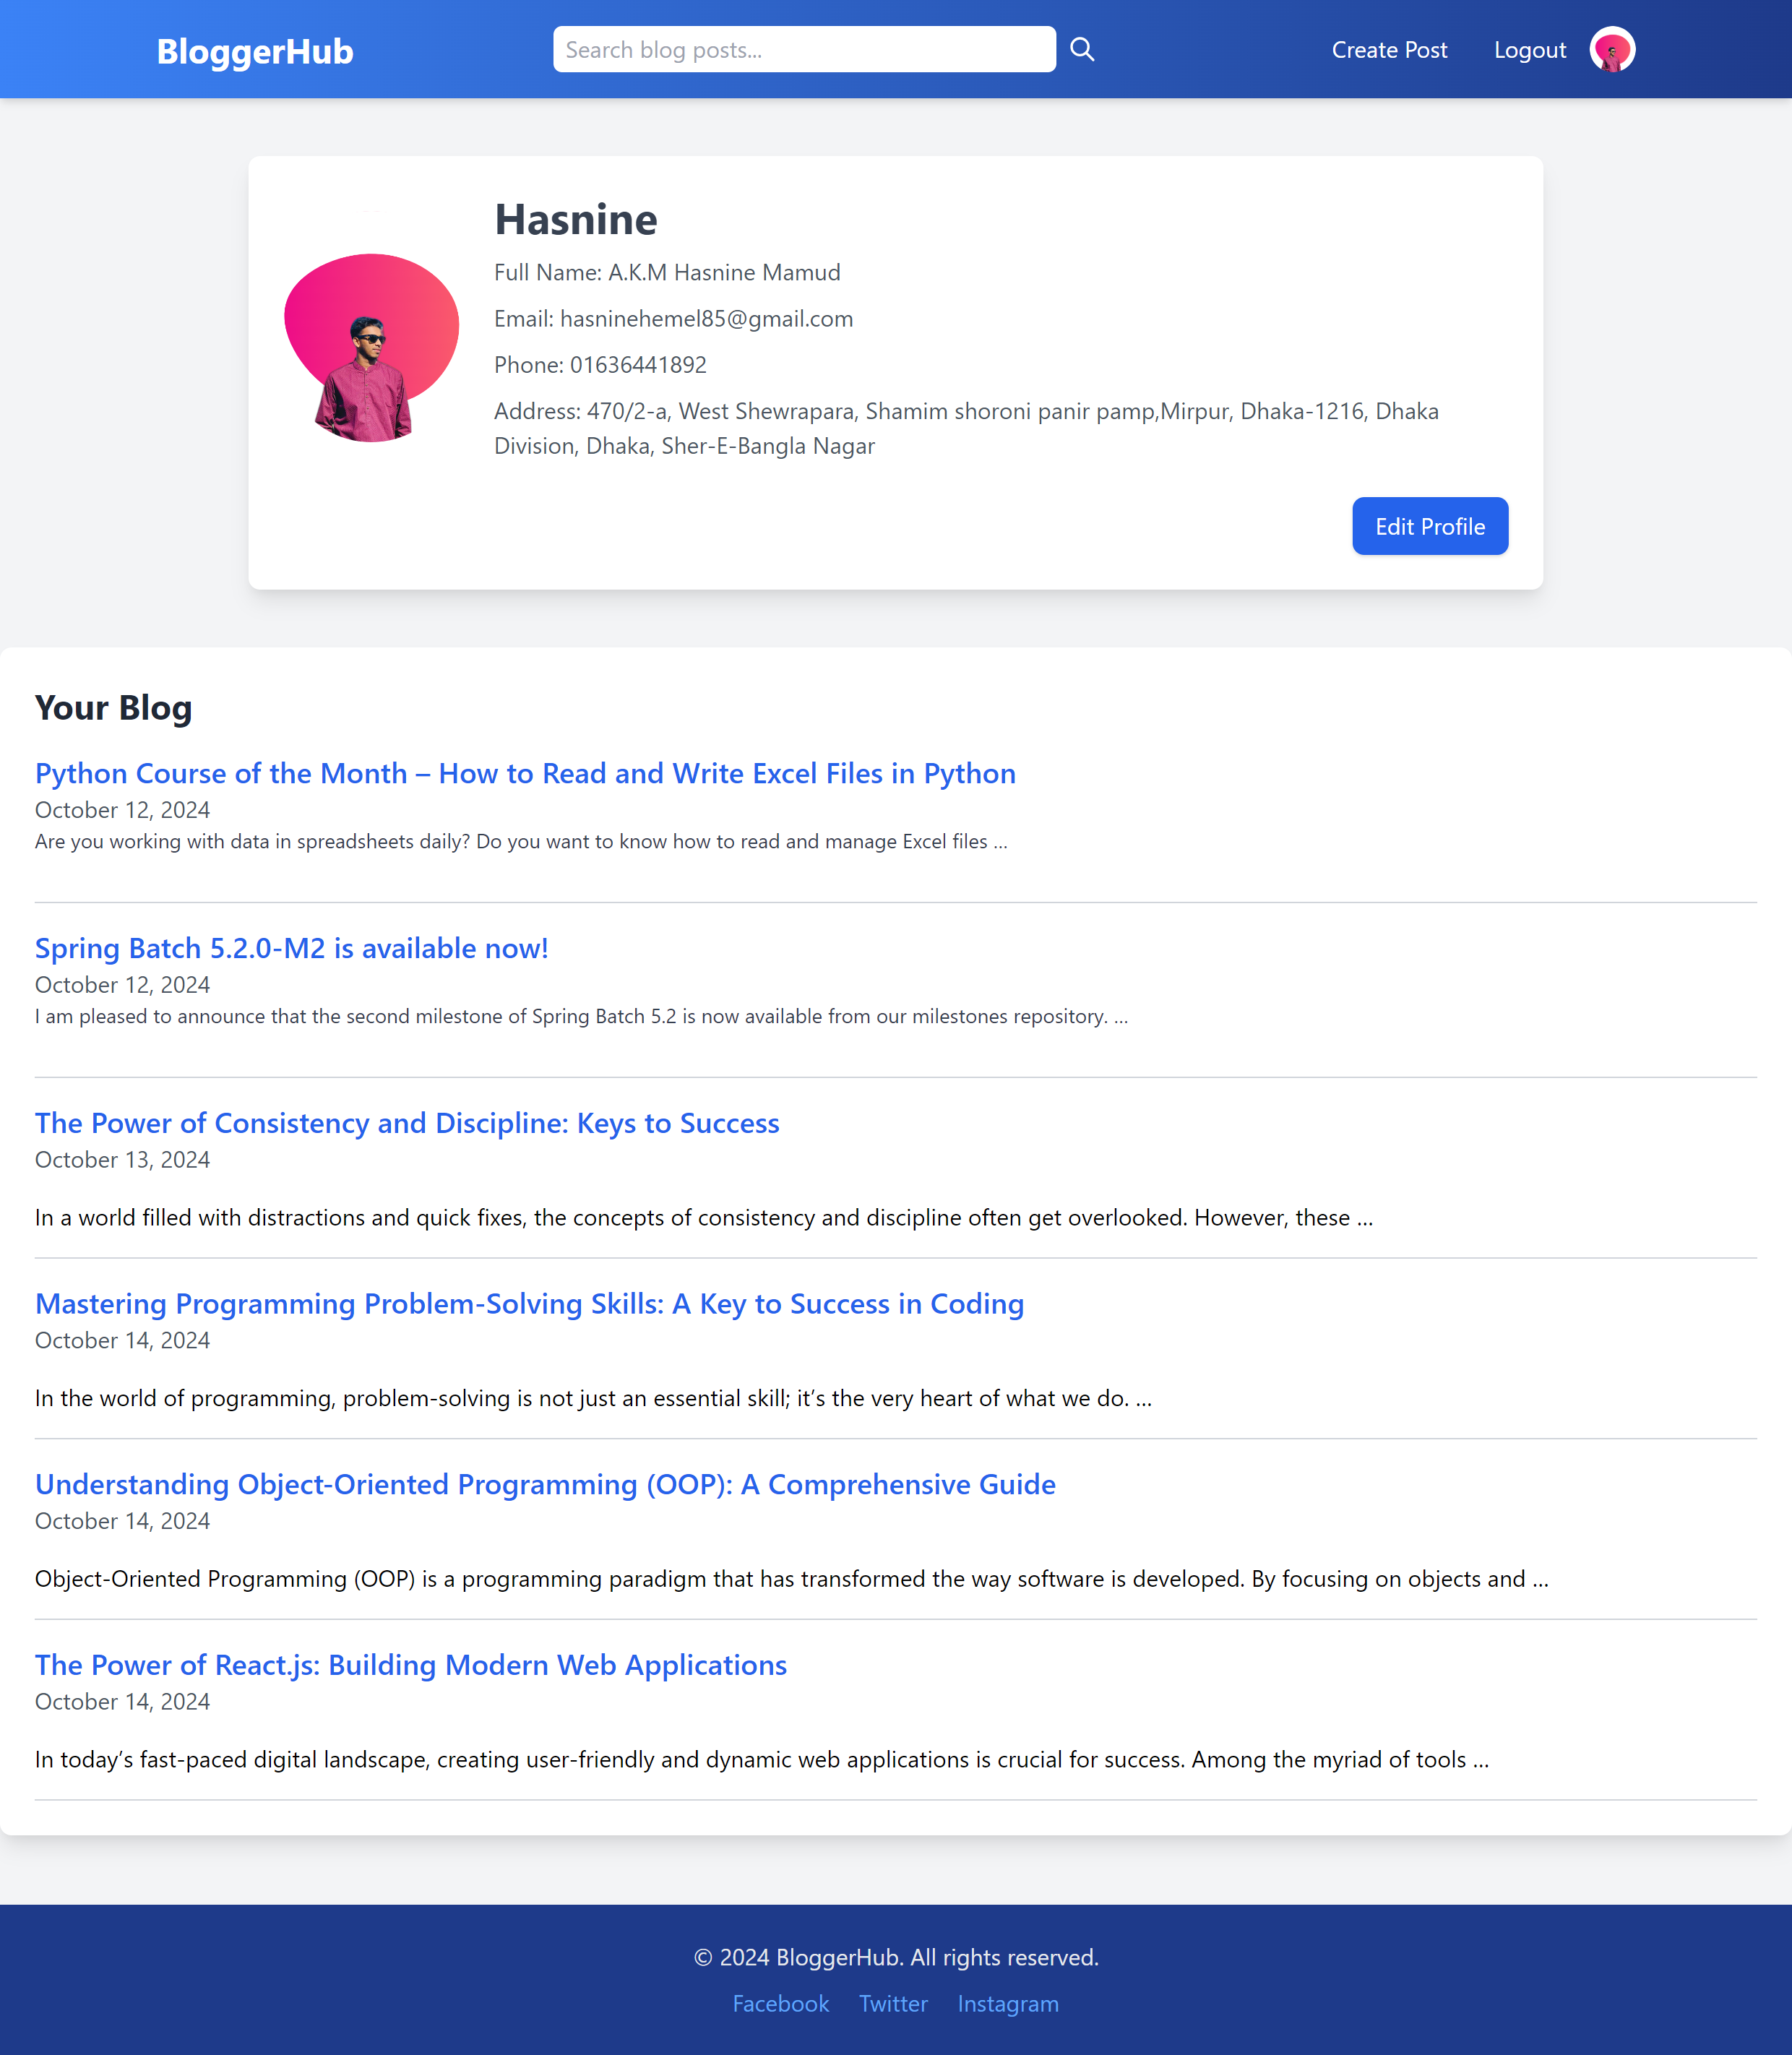 BloggerHub
Search blog posts...
Create Post
Logout
Hasnine
Full Name: A.K.M Hasnine Mamud
Email: hasninehemel85@gmail.com
Phone: 01636441892
Address: 470/2-a, West Shewrapara, Shamim shoroni panir pamp,Mirpur, Dhaka-1216, Dhaka
Division, Dhaka, Sher-E-Bangla Nagar
Edit Profile
Your Blog
Python Course of the Month – How to Read and Write Excel Files in Python
October 12, 2024
Are you working with data in spreadsheets daily? Do you want to know how to read and manage Excel files ...
Spring Batch 5.2.0-M2 is available now!
October 12, 2024
I am pleased to announce that the second milestone of Spring Batch 5.2 is now available from our milestones repository. ...
The Power of Consistency and Discipline: Keys to Success
October 13, 2024
In a world filled with distractions and quick fixes, the concepts of consistency and discipline often get overlooked. However, these ...
Mastering Programming Problem-Solving Skills: A Key to Success in Coding
October 14, 2024
In the world of programming, problem-solving is not just an essential skill; it’s the very heart of what we do. ...
Understanding Object-Oriented Programming (OOP): A Comprehensive Guide
October 14, 2024
Object-Oriented Programming (OOP) is a programming paradigm that has transformed the way software is developed. By focusing on objects and ...
The Power of React.js: Building Modern Web Applications
October 14, 2024
In today’s fast-paced digital landscape, creating user-friendly and dynamic web applications is crucial for success. Among the myriad of tools ...
© 2024 BloggerHub. All rights reserved.
Facebook Twitter Instagram